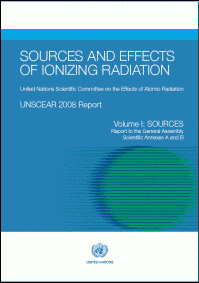 SOURCES AND EFFECTS
OF IONIZING RADIATION
United Nations Scientific Committee on the Effects of Atomic Radiation
UNSCEAR 2008 Report
Volume I: SOURCES
Report to the General Assembly
Scientific Annexes A and B
UNITED NATIONS